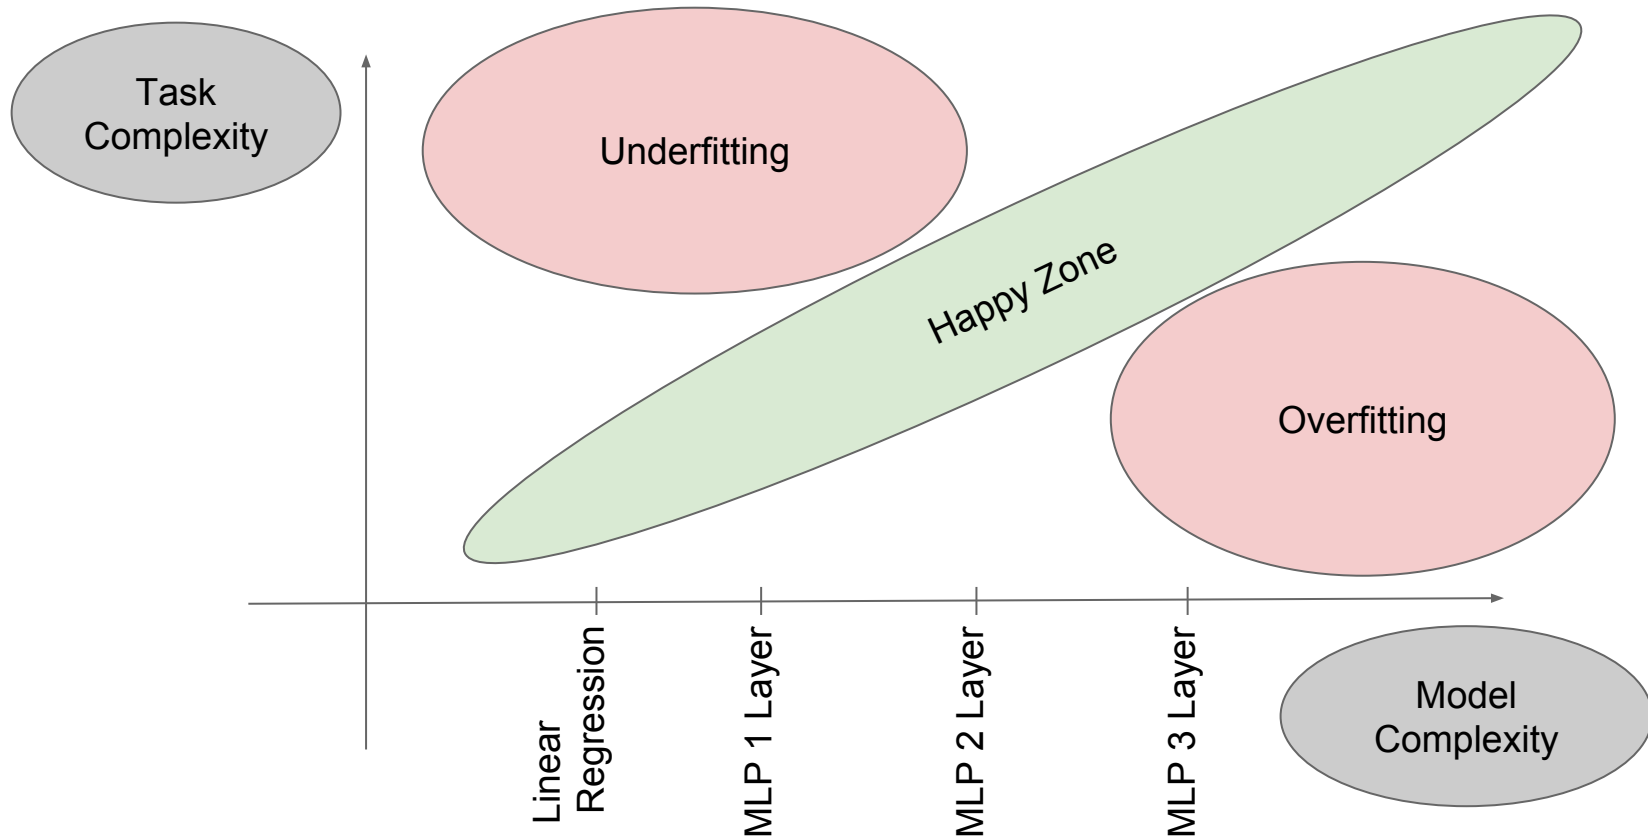 Task
Complexity
Underfitting
Happy Zone
Overfitting
Linear
Regression
MLP 1 Layer
MLP 2 Layer
MLP 3 Layer
Model
Complexity